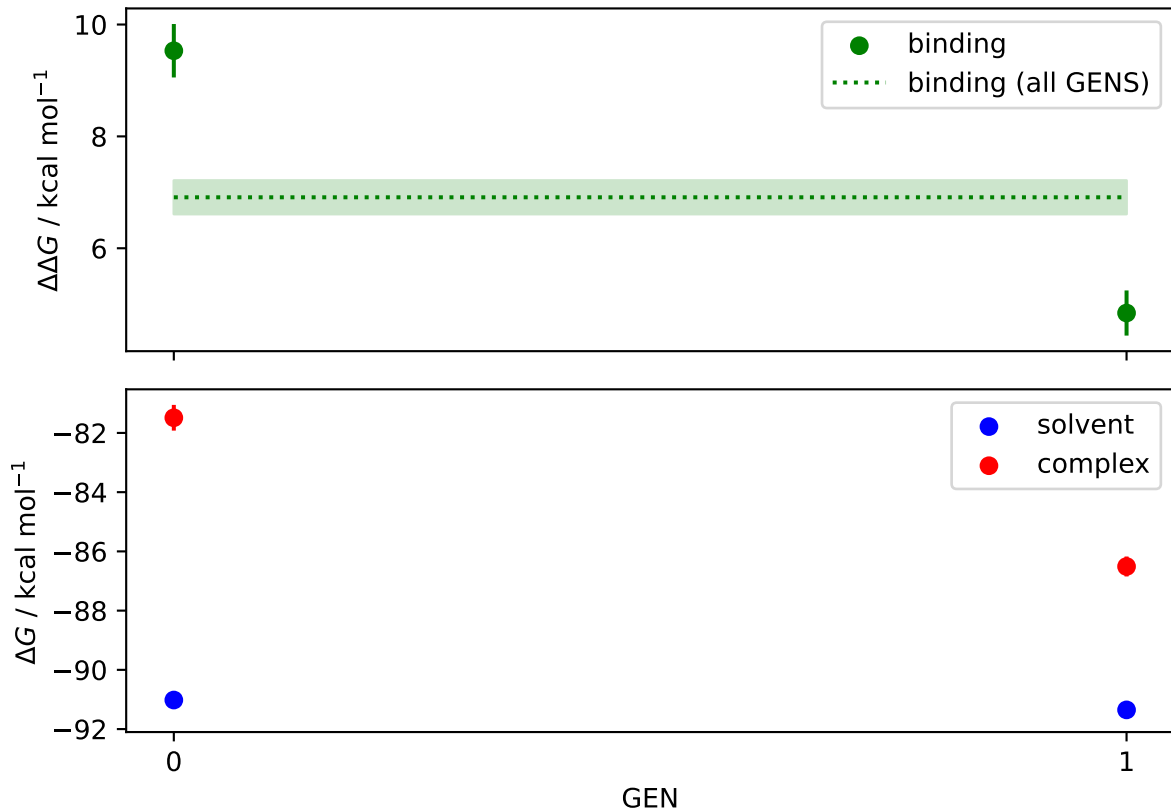 10
8
6
ΔΔG / kcal mol⁻¹
binding
binding (all GENS)
−82
−84
−86
−88
−90
−92
ΔG / kcal mol⁻¹
solvent
complex
0
1
GEN